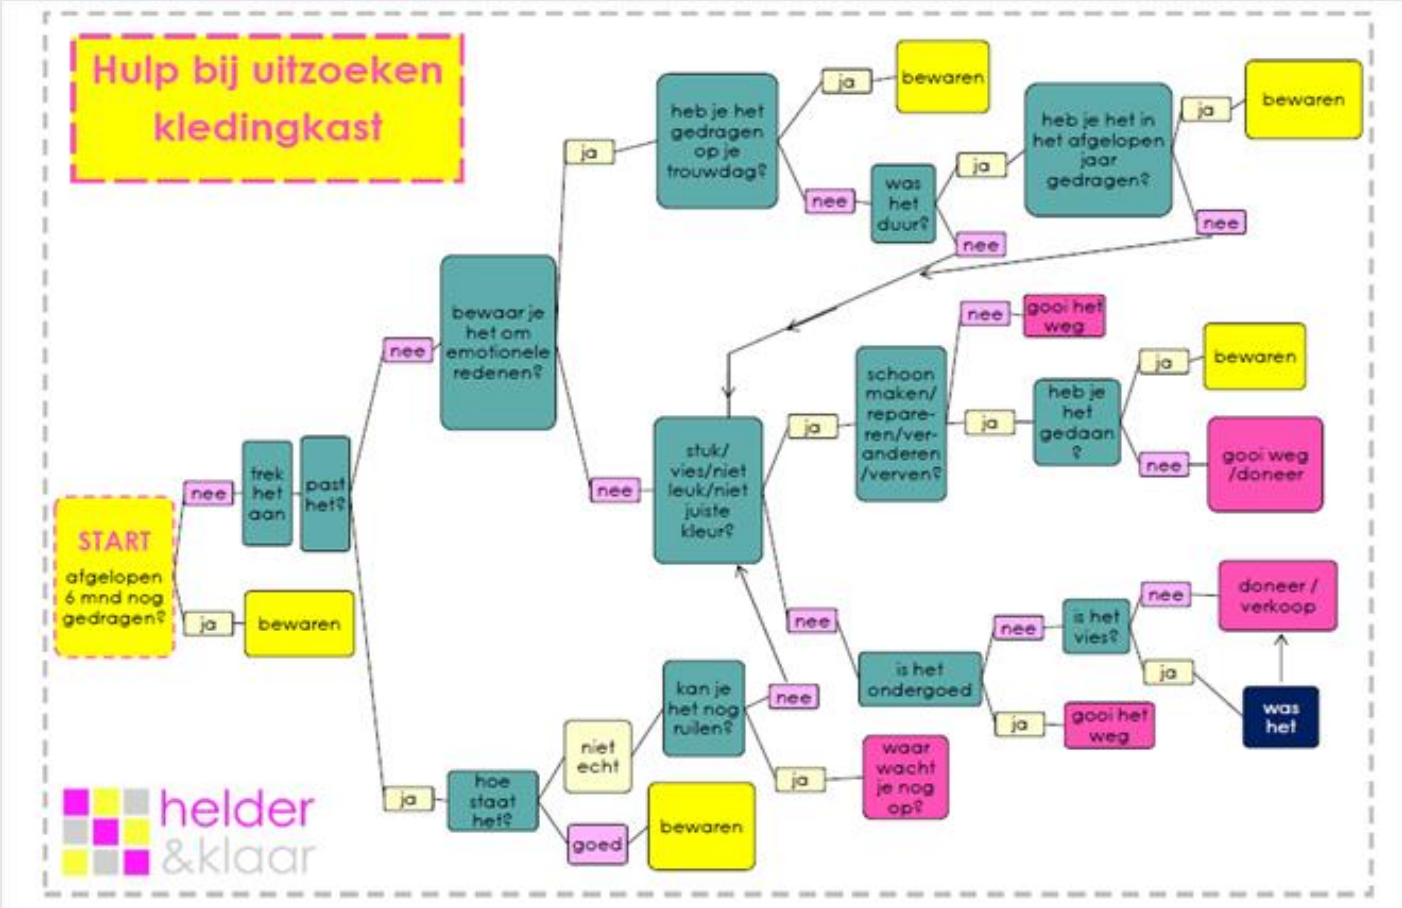 Hulp bij uitzoeken
kledingkast
START
afgelopen
6 mnd nog
gedragen?
nee
ja
bewaren
trek
het
aan
past
het?
nee
ja
bewaar je
het om
emotionele
redenen?
ja
nee
heb je het
gedragen
op je
trouwdag?
ja
bewaren
nee
was
het
duur?
ja
nee
heb je het in
het afgelopen
jaar
gedragen?
ja
bewaren
nee
stuk/
vies/niet
leuk/niet
juiste
kleur?
ja
nee
schoon
maken/
repare-
ren/ver-
anderen
/verven?
nee
gooi het
weg
ja
heb je
het
gedaan
?
ja
bewaren
nee
gooi weg
/doneer
is het
ondergoed
nee
is het
vies?
nee
doneer /
verkoop
ja
was
het
ja
gooi het
weg
hoe
staat
het?
niet
echt
goed
bewaren
kan je
het nog
ruilen?
nee
ja
waar
wacht
je nog
op?
helder
&klaar